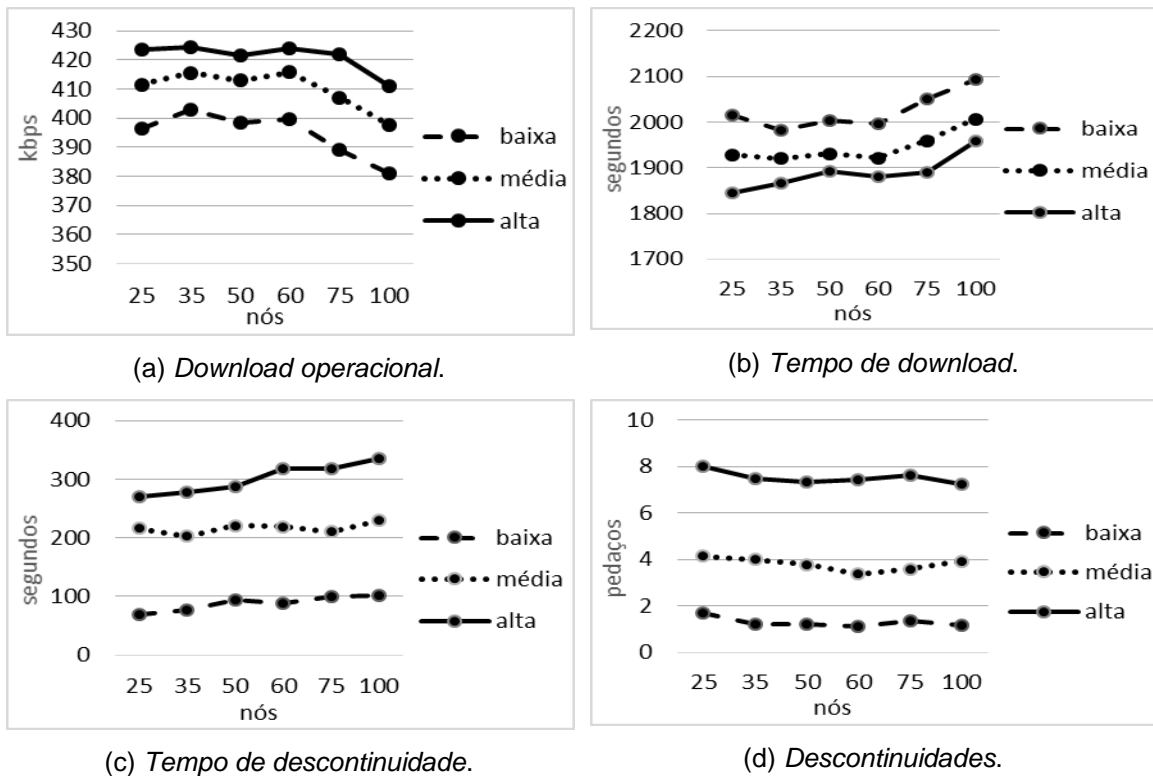 430
420
410
400
390
380
370
360
350
kbps
25 35 50 60 75 100
nós
baixa
média
alta
(a) Download operacional.
2200
2100
2000
1900
1800
1700
segundos
25 35 50 60 75 100
nós
baixa
média
alta
(b) Tempo de download.
400
300
200
100
0
segundos
25 35 50 60 75 100
nós
baixa
média
alta
(c) Tempo de descontinuidade.
10
8
6
4
2
0
pedaços
25 35 50 60 75 100
nós
baixa
média
alta
(d) Descontinuidades.